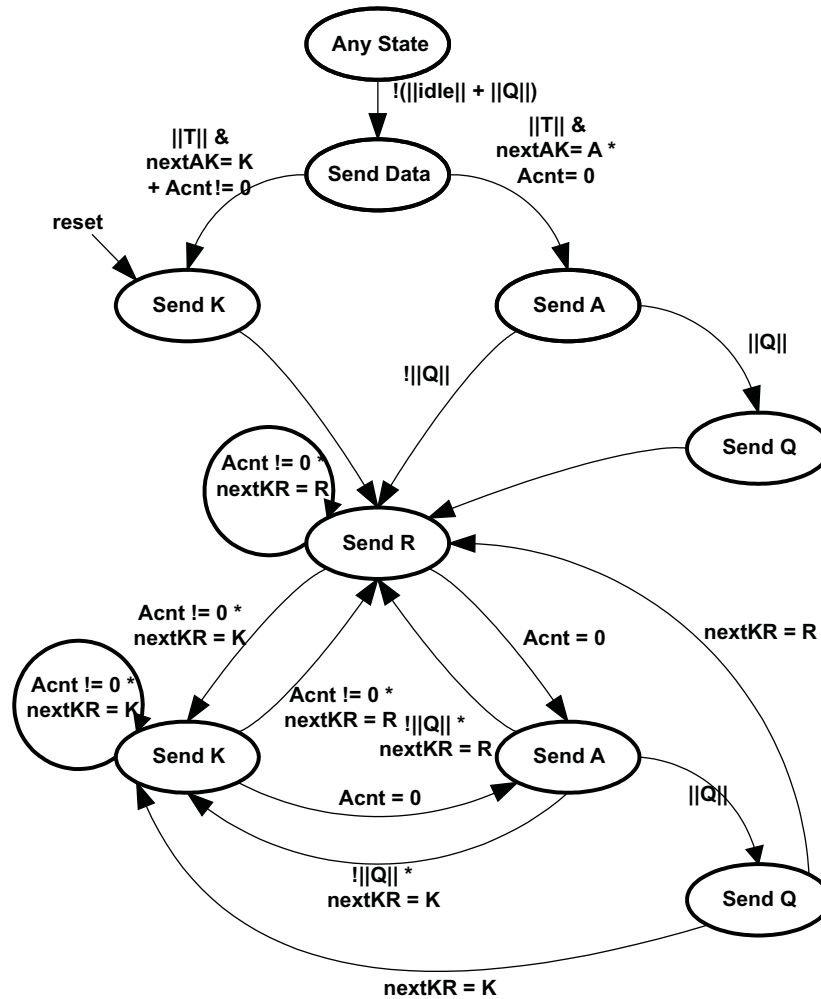 Any State
!(||idle|| + ||Q||)
||T|| &
nextAK= K
+ Acnt != 0
||T|| &
nextAK= A *
Acnt= 0
Send Data
reset
Send K
Send A
||Q||
!||Q||
Send Q
Acnt != 0 *
nextKR = R
Send R
Acnt != 0 *
nextKR = K
Acnt = 0
nextKR = R
Acnt != 0 *
nextKR = K
Acnt != 0 *
nextKR = R
!||Q|| *
nextKR = R
Send K
Send A
Acnt = 0
||Q||
!||Q|| *
nextKR = K
Send Q
nextKR = K